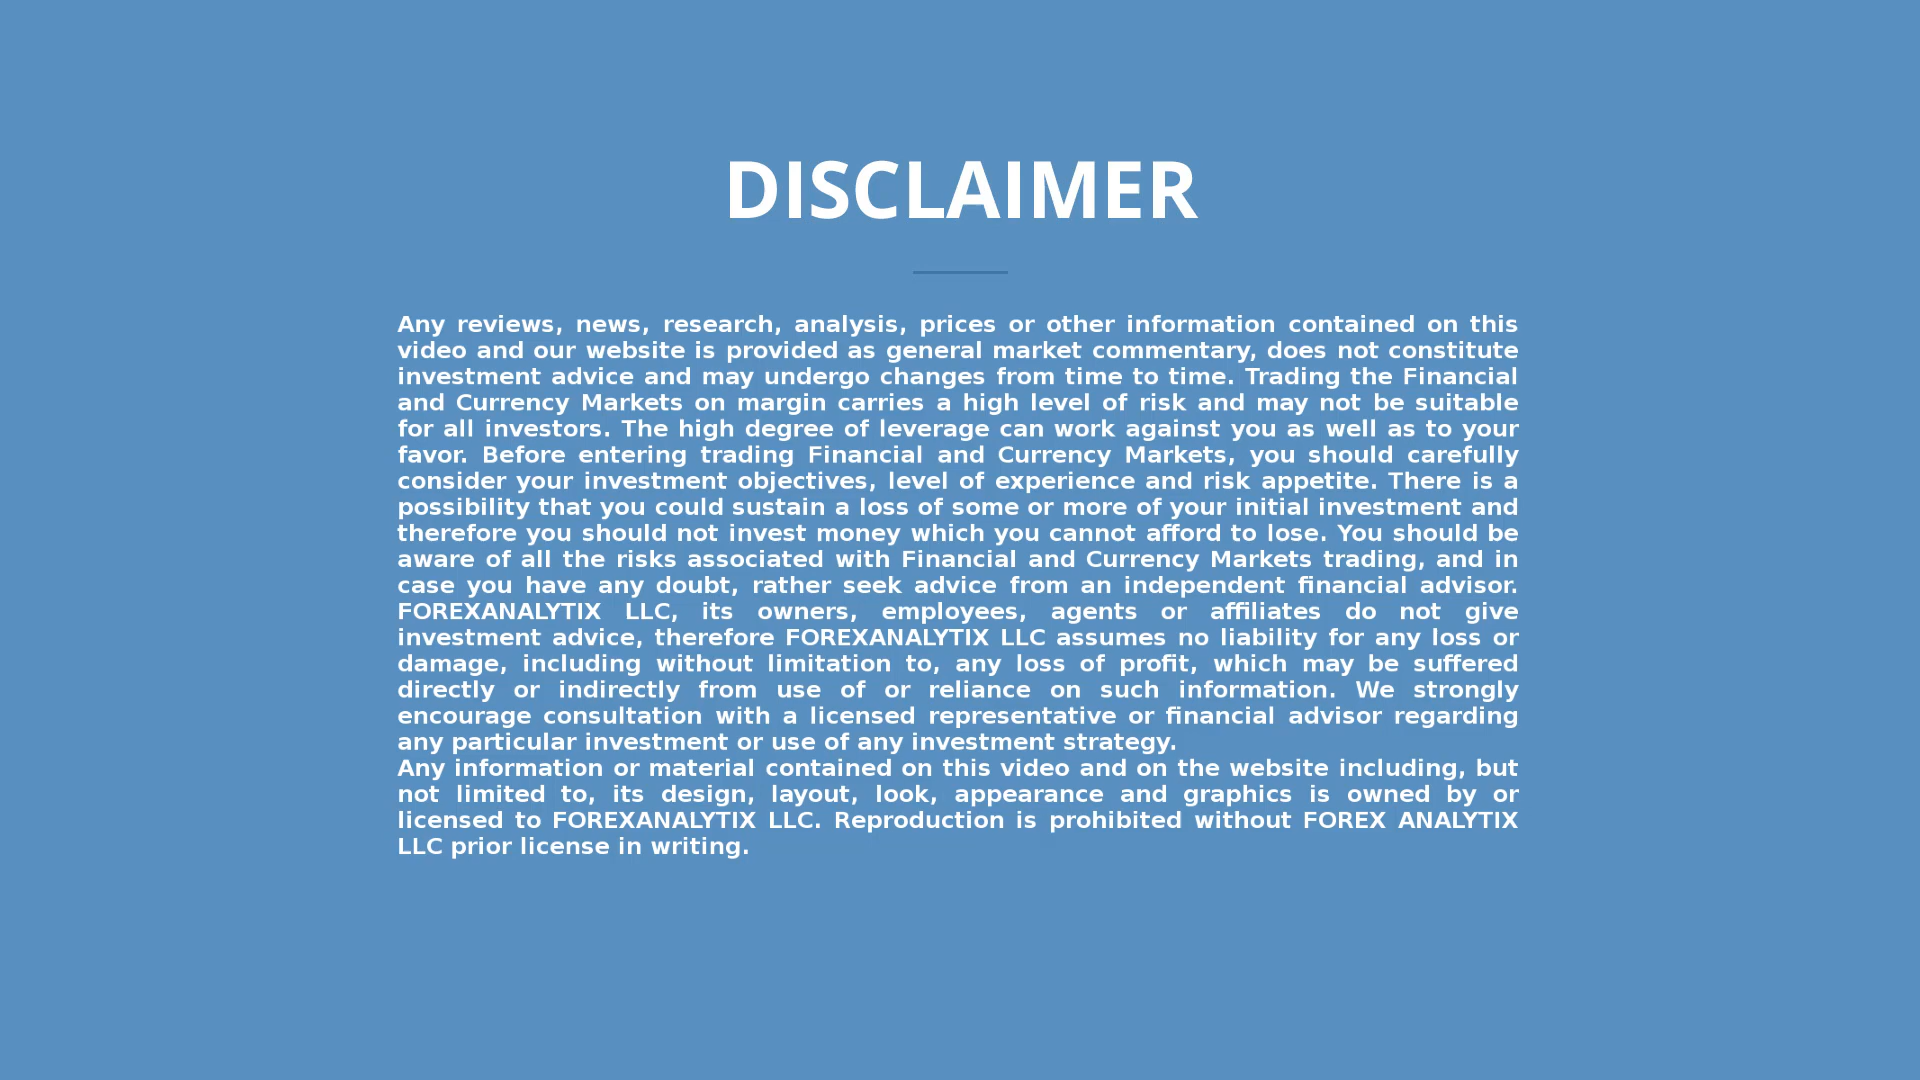 DISCLAIMER
Any reviews, news, research, analysis, prices or other information contained on this
video and our website is provided as general market commentary, does not constitute
investment advice and may undergo changes from time to time. Trading the Financial
and Currency Markets on margin carries a high level of risk and may not be suitable
for all investors. The high degree of leverage can work against you as well as to your
favor. Before entering trading Financial and Currency Markets, you should carefully
consider your investment objectives, level of experience and risk appetite. There is a
possibility that you could sustain a loss of some or more of your initial investment and
therefore you should not invest money which you cannot afford to lose. You should be
aware of all the risks associated with Financial and Currency Markets trading, and in
case you have any doubt, rather seek advice from an independent financial advisor.
FOREXANALYTIX LLC, its owners, employees, agents or affiliates do not give
investment advice, therefore FOREXANALYTIX LLC assumes no liability for any loss or
damage, including without limitation to, any loss of profit, which may be suffered
directly or indirectly from use of or reliance on such information. We strongly
encourage consultation with a licensed representative or financial advisor regarding
any particular investment or use of any investment strategy.
Any information or material contained on this video and on the website including, but
not limited to, its design, layout, look, appearance and graphics is owned by or
licensed to FOREXANALYTIX LLC. Reproduction is prohibited without FOREX ANALYTIX
LLC prior license in writing.